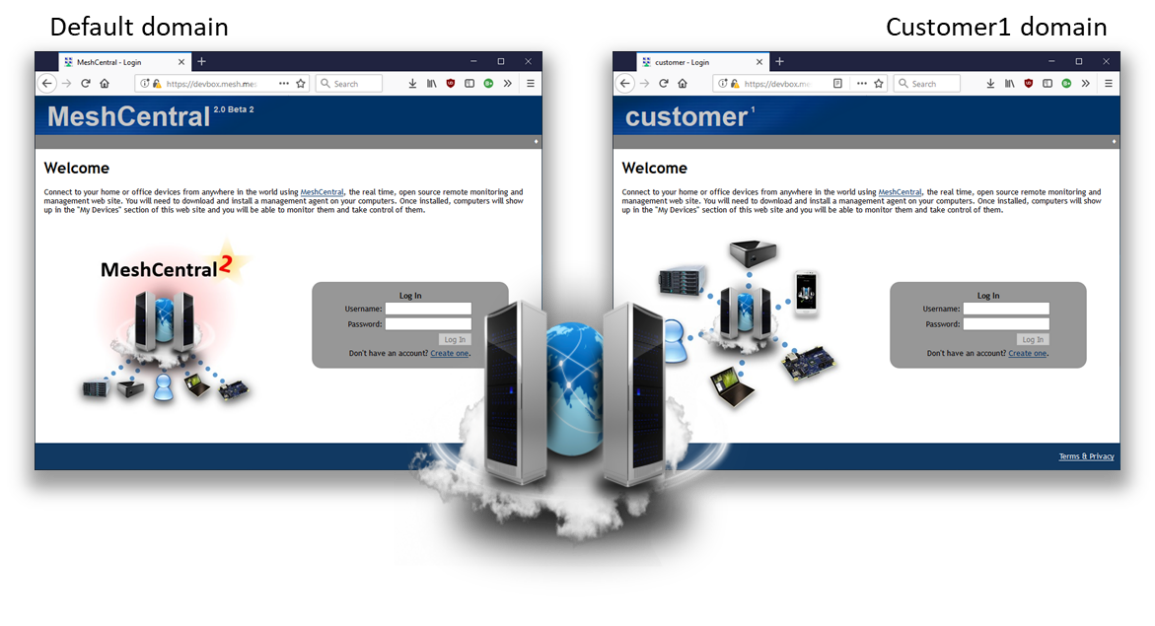 Default domain
Customer1 domain
MeshCentral - Login
https://devbox.mesh.me
Search
MeshCentral 2.0 Beta 2
Welcome
Connect to your home or office devices from anywhere in the world using MeshCentral, the real time, open source remote monitoring and
management web site. You will need to download and install a management agent on your computers. Once installed, computers will show
up in the "My Devices" section of this web site and you will be able to monitor them and take control of them.
MeshCentral2
Log In
Username:
Password:
Log In
Don't have an account? Create one.
customer - Login
https://devbox.m
Search
customer 1
Welcome
Connect to your home or office devices from anywhere in the world using MeshCentral, the real time, open source remote monitoring and
management web site. You will need to download and install a management agent on your computers. Once installed, computers will show
up in the "My Devices" section of this web site and you will be able to monitor them and take control of them.
Log In
Username:
Password:
Log In
Don't have an account? Create one.
Terms & Privacy